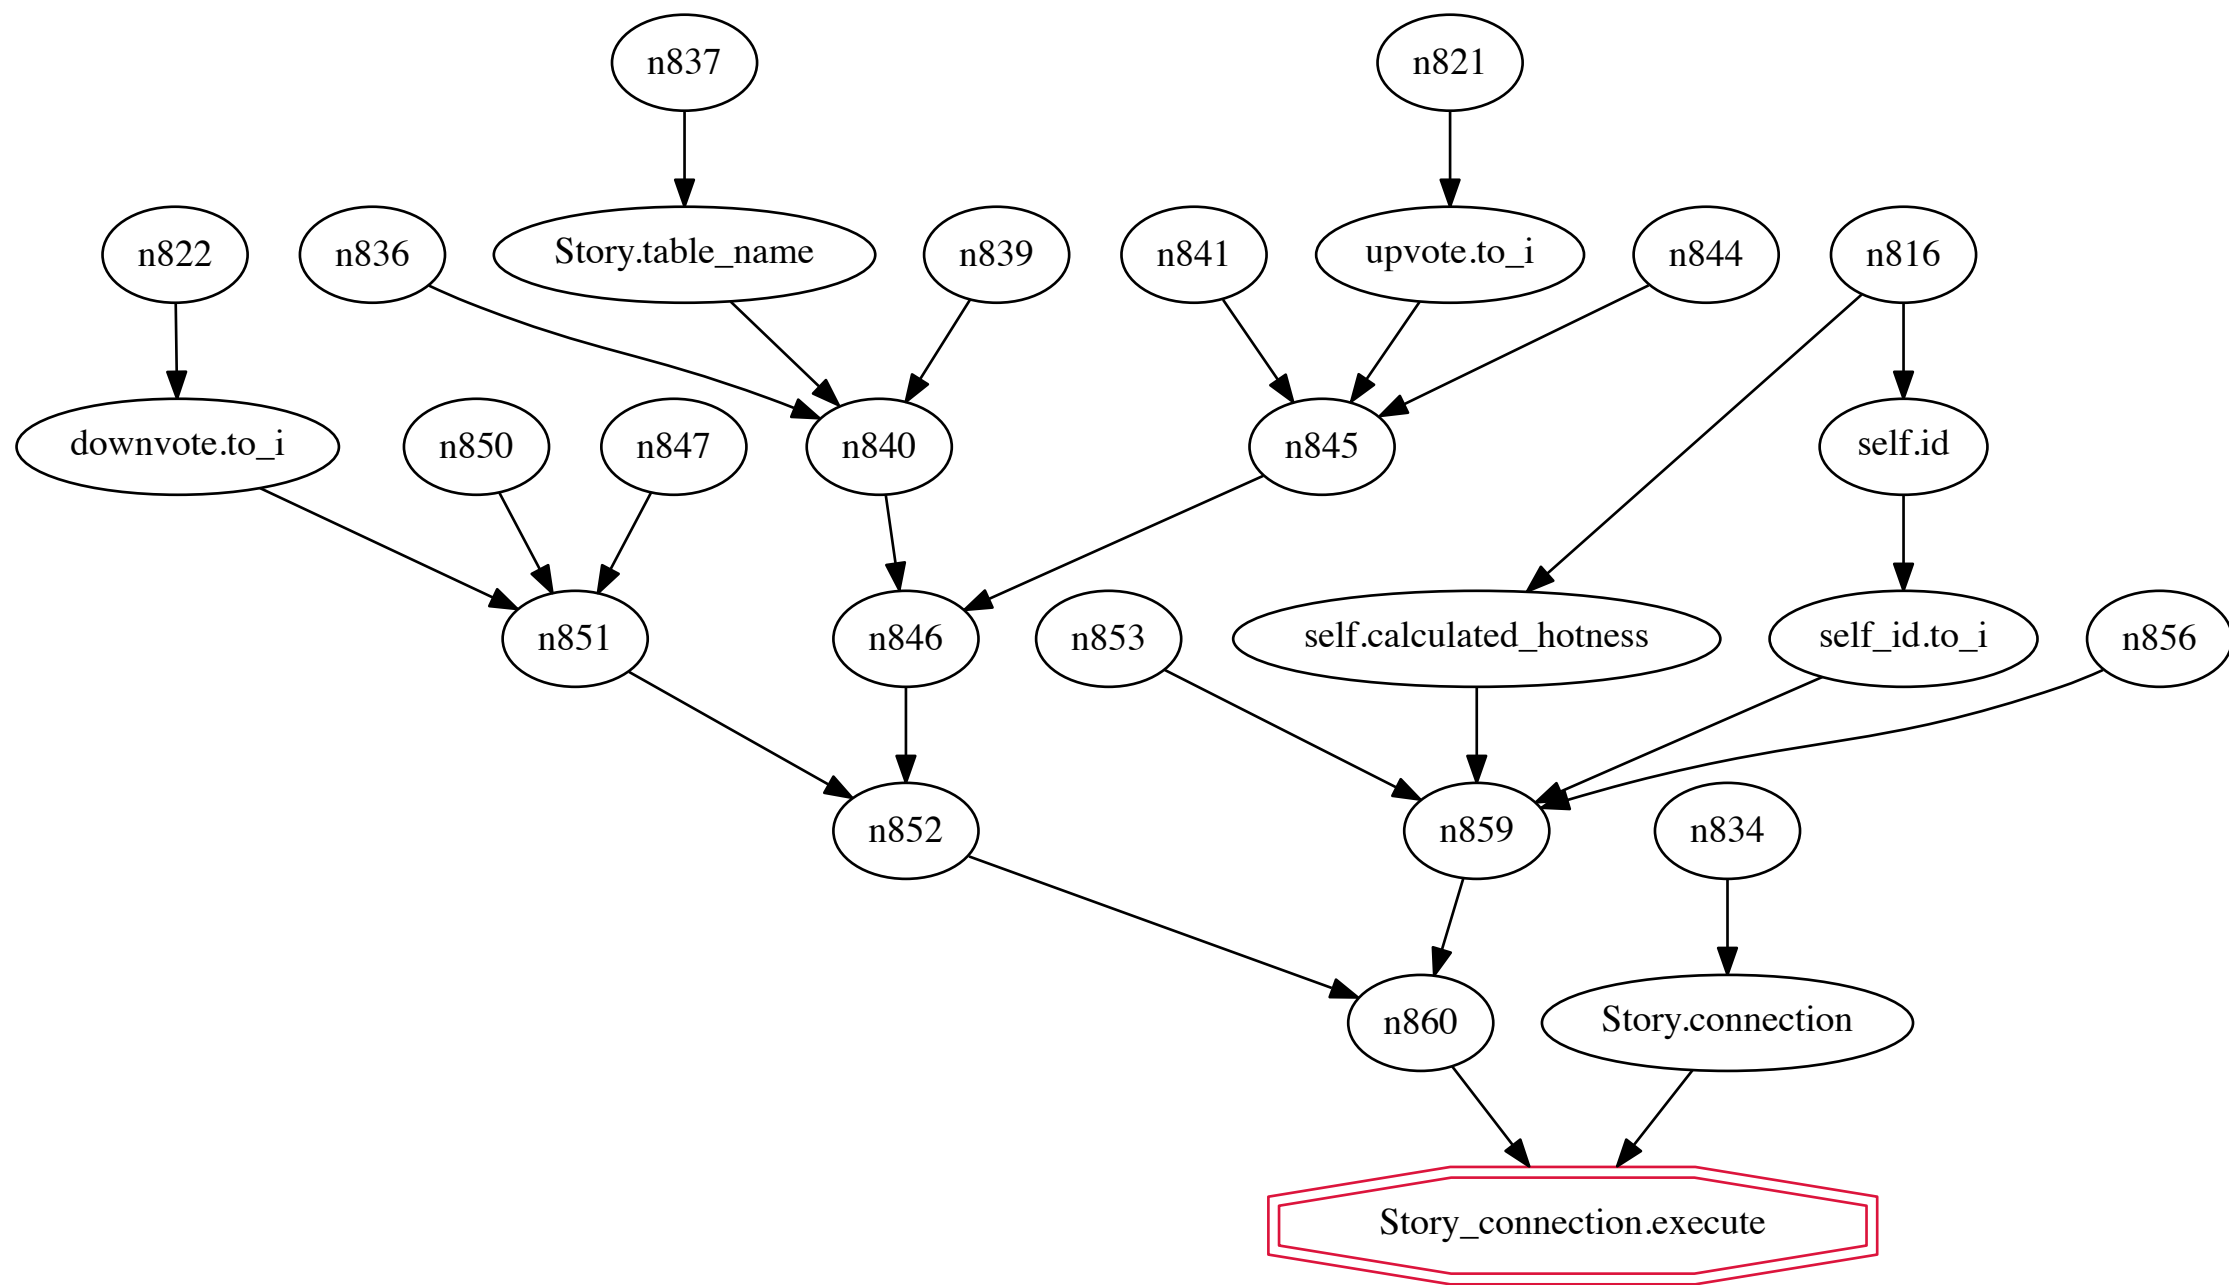 n837
n821
n822
n836
Story.table_name
n839
n841
upvote.to_i
n844
n816
downvote.to_i
n850
n847
n840
n845
self.id
n851
n846
n853
self.calculated_hotness
self_id.to_i
n856
n852
n859
n834
n860
Story.connection
Story_connection.execute